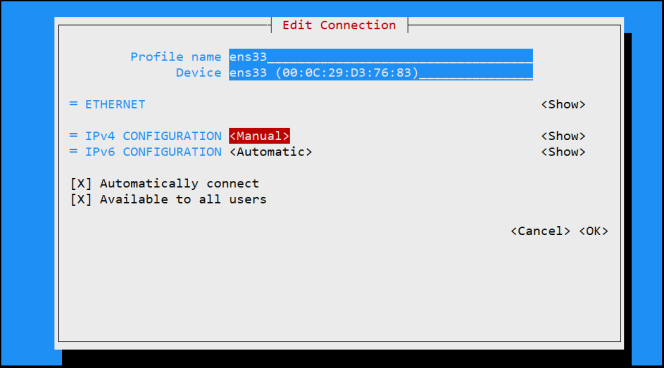 Edit Connection
Profile name ens33
Device ens33 (00:0C:29:D3:76:83)
= ETHERNET <Show>
= IPv4 CONFIGURATION <Manual> <Show>
= IPv6 CONFIGURATION <Automatic> <Show>
[X] Automatically connect
[X] Available to all users
<Cancel> <OK>